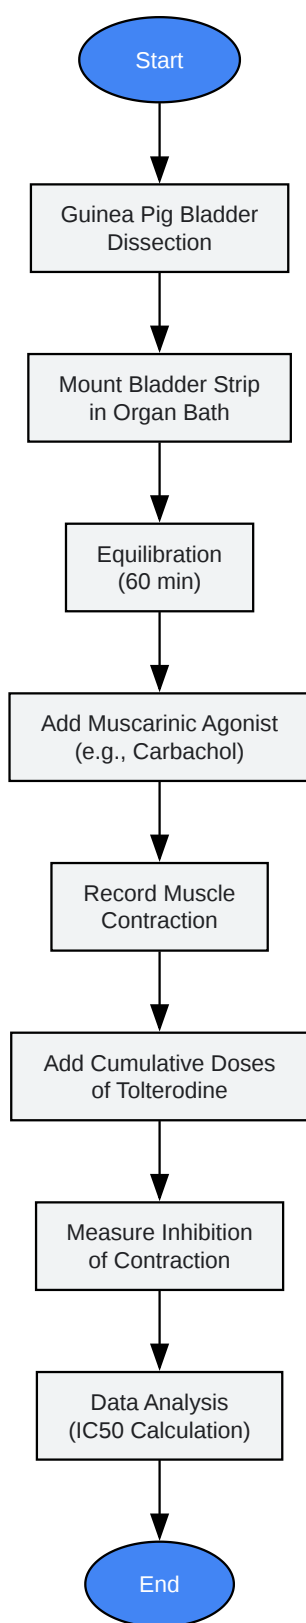 Start
Guinea Pig Bladder
Dissection
Mount Bladder Strip
in Organ Bath
Equilibration
(60 min)
Add Muscarinic Agonist
(e.g., Carbachol)
Record Muscle
Contraction
Add Cumulative Doses
of Tolterodine
Measure Inhibition
of Contraction
Data Analysis
(IC50 Calculation)
End